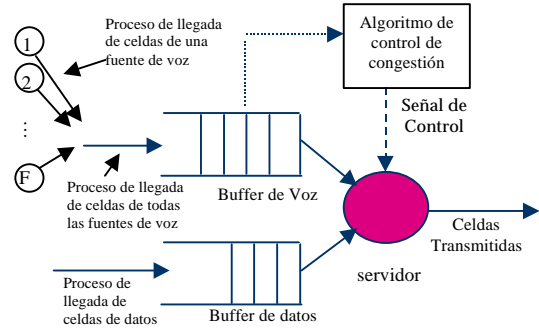 Proceso de llegada
de celdas de una
fuente de voz
Algoritmo de
control de
congestión
1
2
⋮
F
Señal de
Control
Proceso de llegada
de celdas de todas
las fuentes de voz
Buffer de Voz
Celdas
Transmitidas
servidor
Proceso de
llegada de
celdas de datos
Buffer de datos